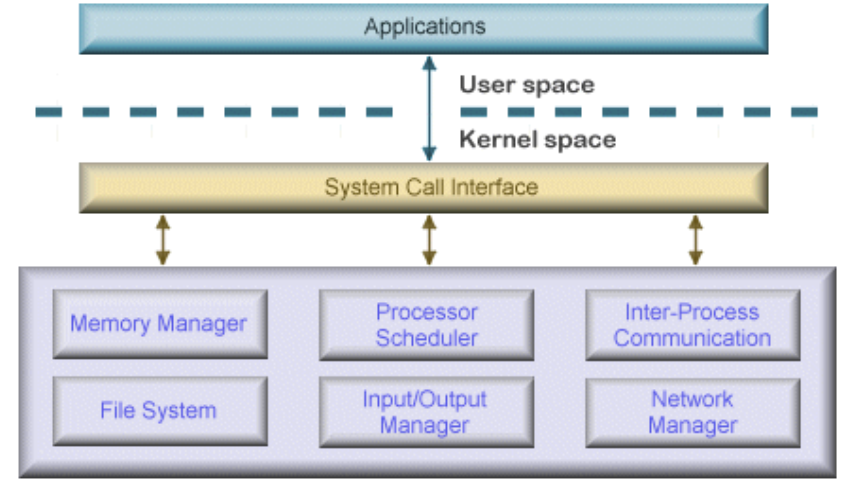 Applications
User space
Kernel space
System Call Interface
Memory Manager
Processor
Scheduler
Inter-Process
Communication
File System
Input/Output
Manager
Network
Manager